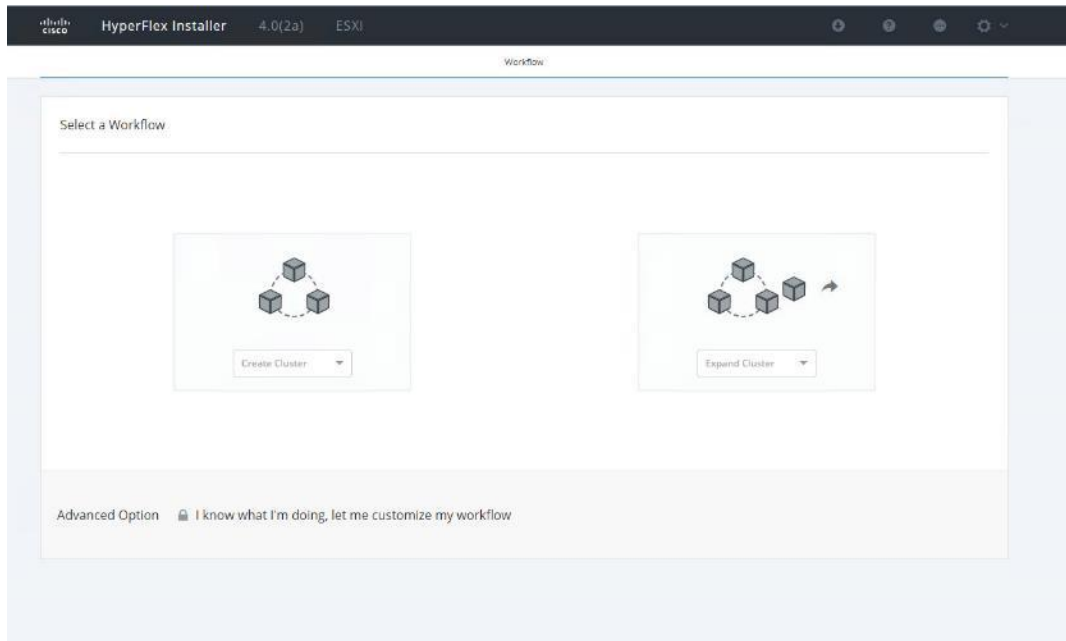 cisco HyperFlex Installer 4.0(2a) ESXI
Workflow
Select a Workflow
Create Cluster
Expand Cluster
Advanced Option I know what I'm doing, let me customize my workflow